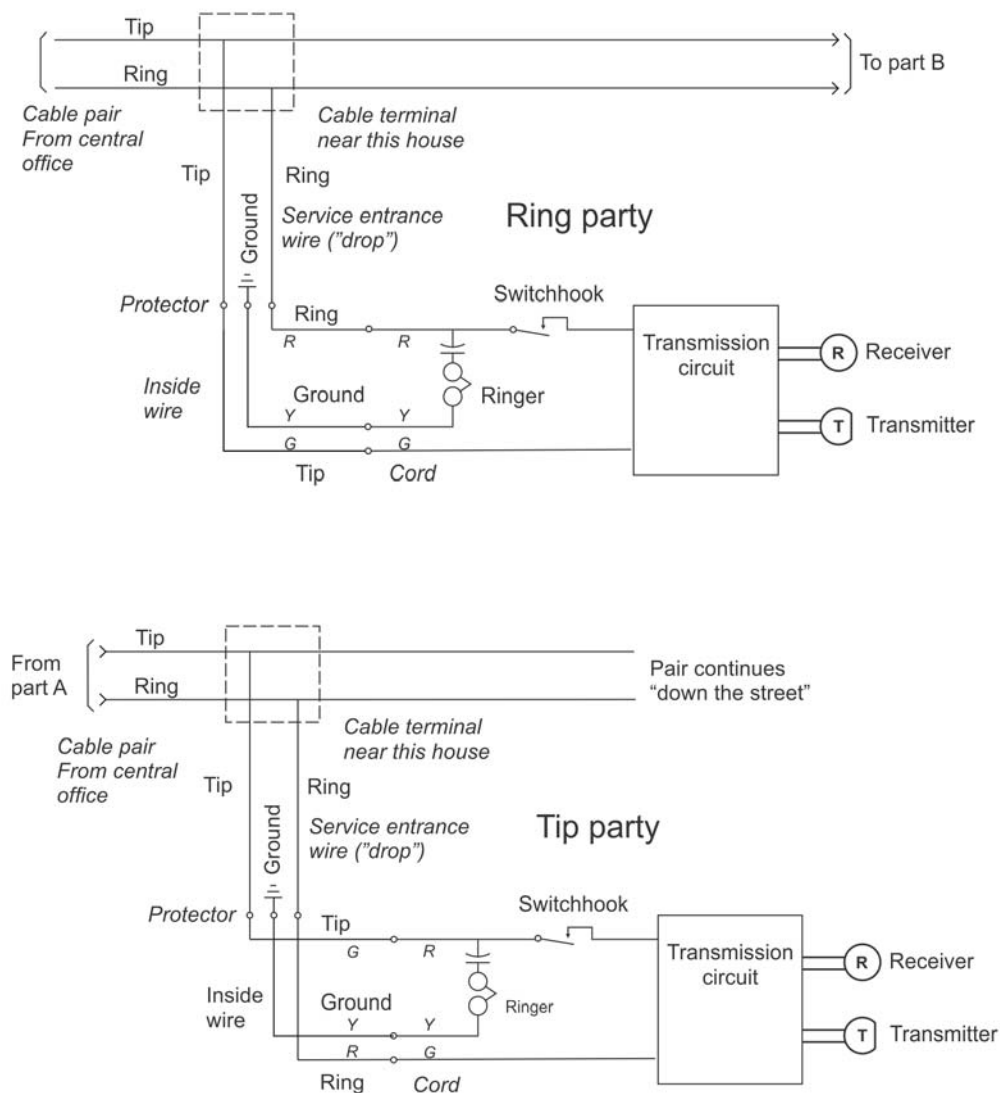 Tip
Ring
To part B
Cable pair
From central
office
Cable terminal
near this house
Tip
Ring
Ground
Service entrance
wire ("drop")
Ring party
Protector
Ring
Switchhook
R
R
Transmission
circuit
R
Receiver
Inside
wire
Ground
Ringer
Y
Y
T
Transmitter
G
G
Tip
Cord
From
part A
Tip
Ring
Pair continues
“down the street”
Cable pair
From central
office
Cable terminal
near this house
Tip
Ring
Ground
Service entrance
wire ("drop")
Tip party
Protector
Tip
Switchhook
G
R
Transmission
circuit
R
Receiver
Inside
wire
Ground
Ringer
Y
Y
T
Transmitter
R
G
Ring
Cord